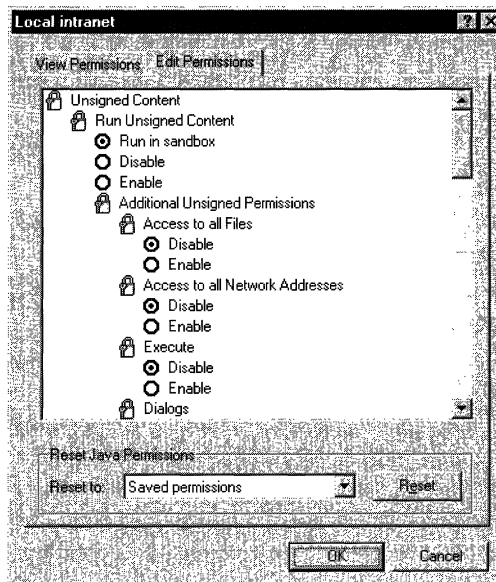 Local intranet
View Permissions Edit Permissions
Unsigned Content
Run Unsigned Content
Run in sandbox
Disable
Enable
Additional Unsigned Permissions
Access to all Files
Disable
Enable
Access to all Network Addresses
Disable
Enable
Execute
Disable
Enable
Dialogs
Reset Java Permissions
Reset to: Saved permissions Reset
OK Cancel